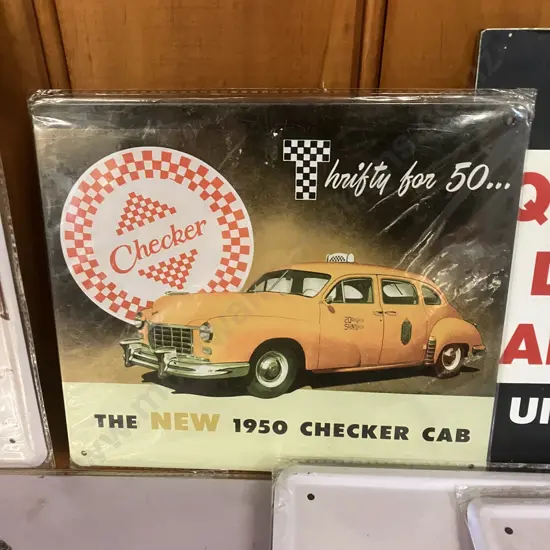 Thrifty for 50...
Checker
THE NEW 1950 CHECKER CAB
Q
A
U